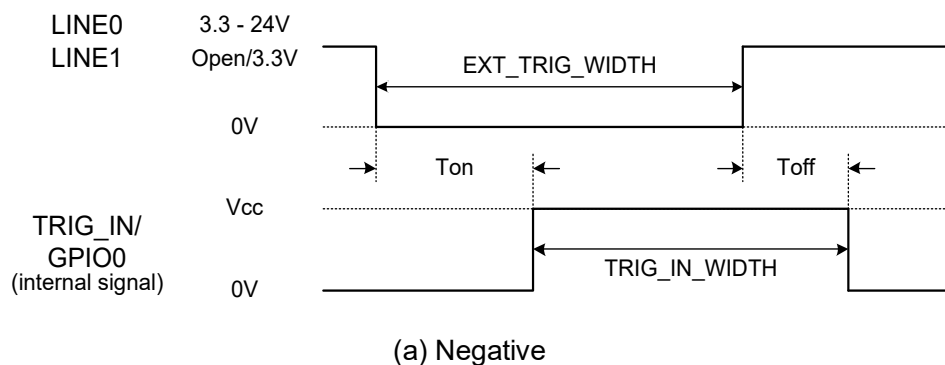 LINE0 3.3 - 24V
LINE1 Open/3.3V
EXT_TRIG_WIDTH
0V
Ton Toff
Vcc
TRIG_IN/
GPIO0
(internal signal)
TRIG_IN_WIDTH
0V
(a) Negative